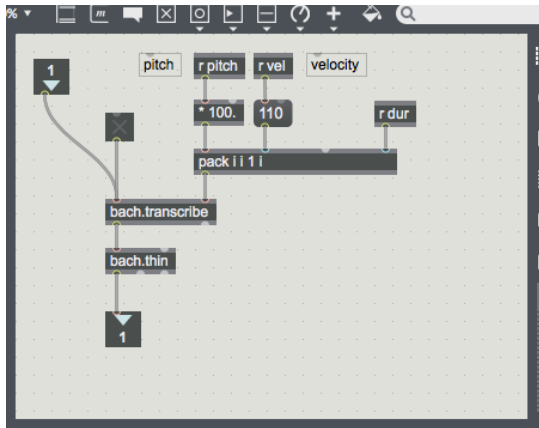 % m
1 pitch r pitch r vel velocity
* 100. 110 r dur
pack i i 1 i
bach.transcribe
bach.thin
1